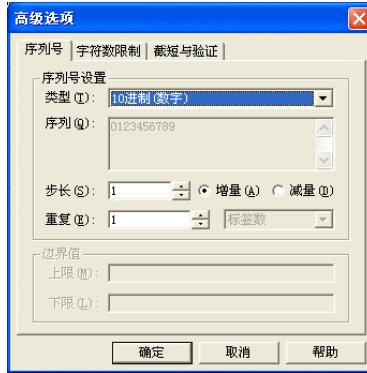 高级选项
序列号 字符数限制 截短与验证
序列号设置
类型(T): 10进制(数字)
序列(Q): 0123456789
步长(S): 1 增量(A) 减量(D)
重复(E): 1 标签数
边界值
上限(M):
下限(L):
确定 取消 帮助